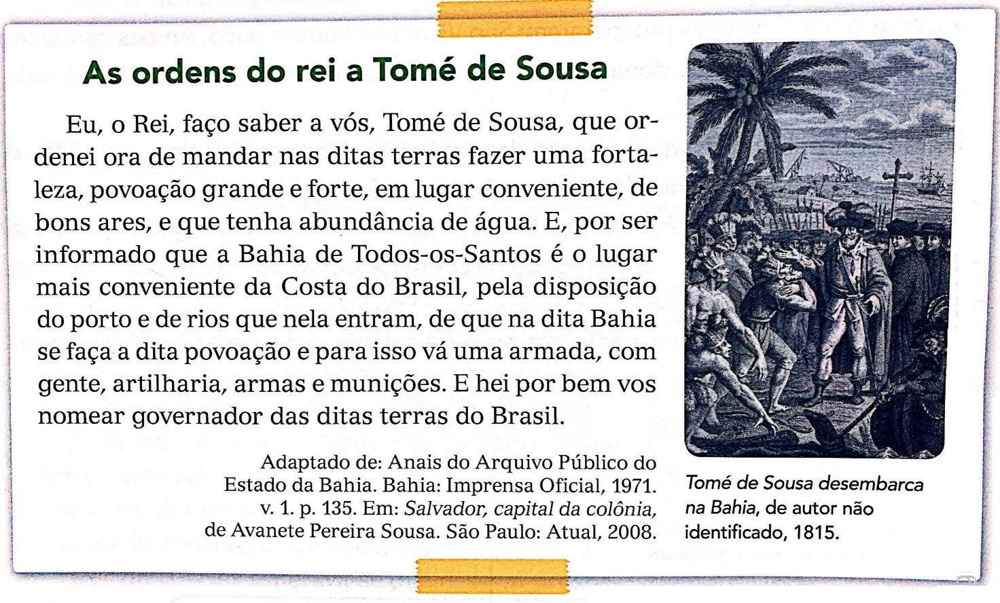 As ordens do rei a Tomé de Sousa
Eu, o Rei, faço saber a vós, Tomé de Sousa, que or-
denei ora de mandar nas ditas terras fazer uma forta-
leza, povoação grande e forte, em lugar conveniente, de
bons ares, e que tenha abundância de água. E, por ser
informado que a Bahia de Todos-os-Santos é o lugar
mais conveniente da Costa do Brasil, pela disposição
do porto e de rios que nela entram, de que na dita Bahia
se faça a dita povoação e para isso vá uma armada, com
gente, artilharia, armas e munições. E hei por bem vos
nomear governador das ditas terras do Brasil.
Adaptado de: Anais do Arquivo Público do
Estado da Bahia. Bahia: Imprensa Oficial, 1971.
v. 1. p. 135. Em: Salvador, capital da colônia,
de Avanete Pereira Sousa. São Paulo: Atual, 2008.
Tomé de Sousa desembarca
na Bahia, de autor não
identificado, 1815.